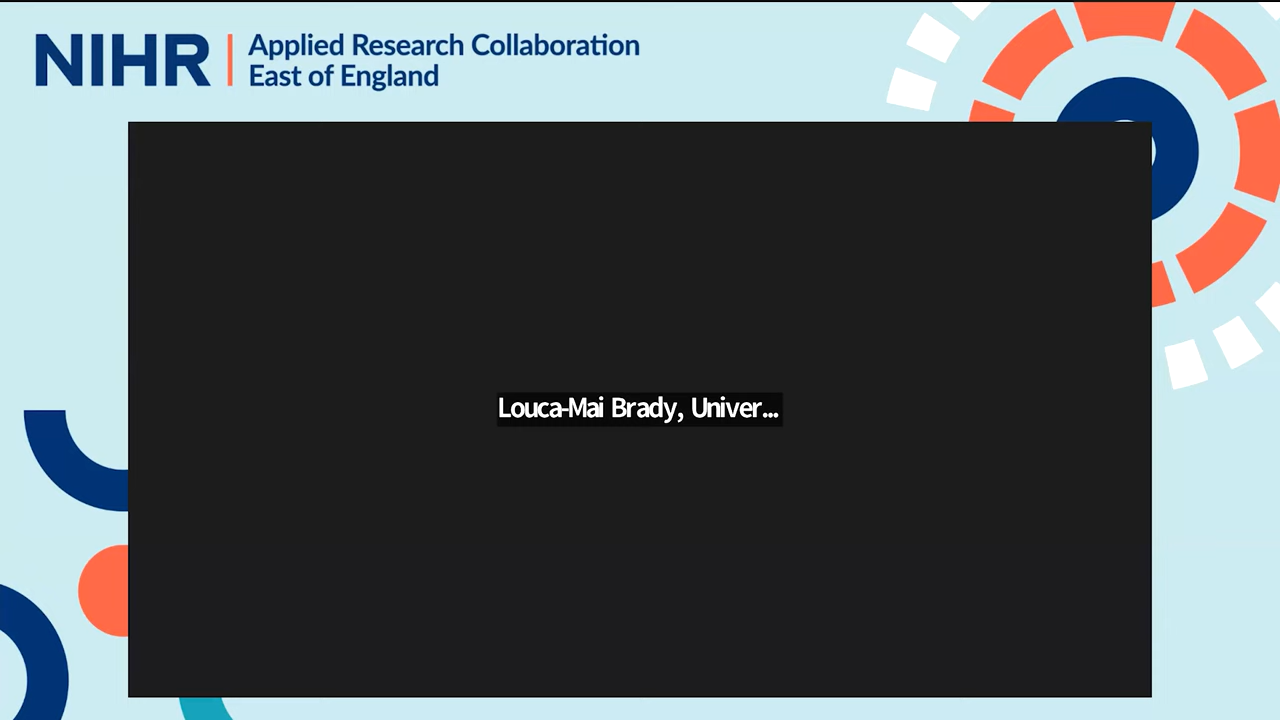 NIHR | Applied Research Collaboration
East of England
Louca-Mai Brady, Univer...